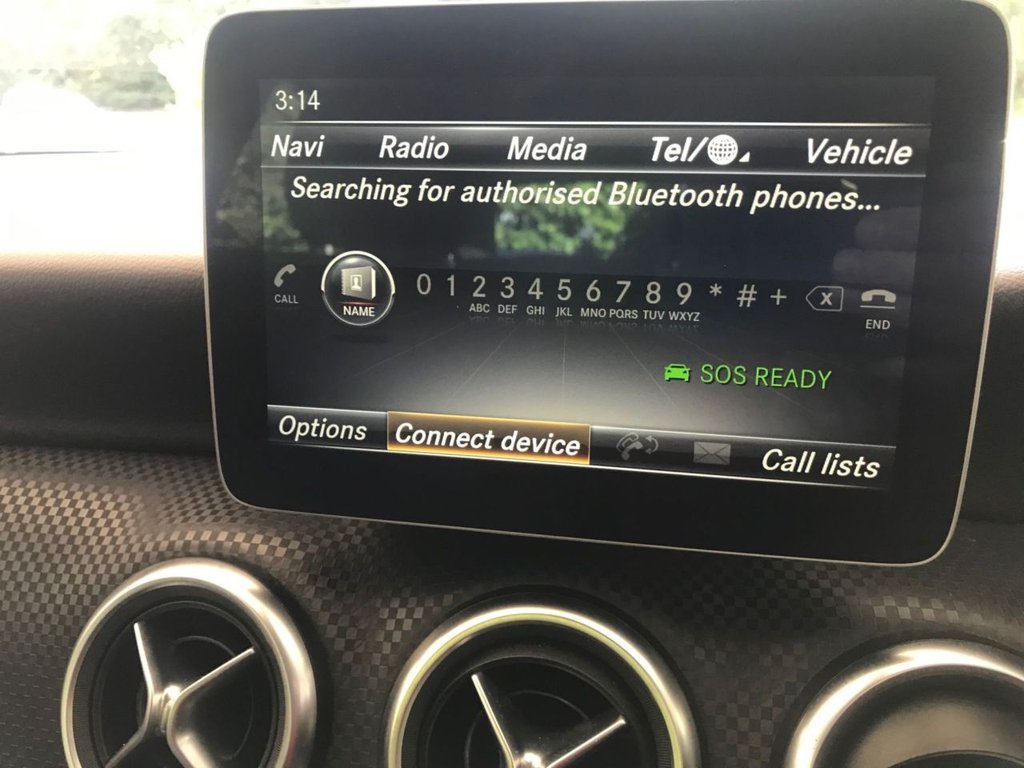 3:14
Navi Radio Media Tel/ Vehicle
Searching for authorised Bluetooth phones...
CALL NAME 0 1 2 3 4 5 6 7 8 9 * # + X END
ABC DEF GHI JKL MNO PQRS TUV WXYZ
SOS READY
Options Connect device Call lists